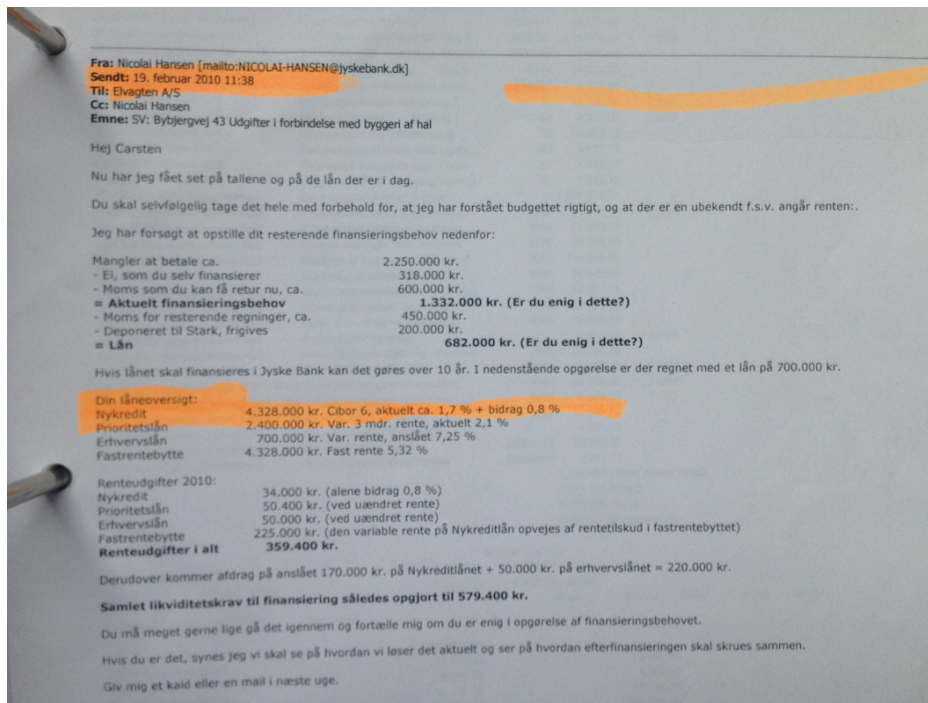 Fra: Nicolai Hansen [mailto:NICOLAI-HANSEN@jyskebank.dk]
Sendt: 19. februar 2010 11:38
Til: Elvagten A/S
Cc: Nicolai Hansen
Emne: SV: Bybjergvej 43 Udgifter i forbindelse med byggeri af hal
Hej Carsten
Nu har jeg fået set på tallene og på de lån der er i dag.
Du skal selvfølgelig tage det hele med forbehold for, at jeg har forstået budgettet rigtigt, og at der er en ubekendt f.s.v. angår renten:.
Jeg har forsøgt at opstille dit resterende finansieringsbehov nedenfor:
Mangler at betale ca. 2.250.000 kr.
- El, som du selv finansierer 318.000 kr.
- Moms som du kan få retur nu, ca. 600.000 kr.
= Aktuelt finansieringsbehov 1.332.000 kr. (Er du enig i dette?)
- Moms for resterende regninger, ca. 450.000 kr.
- Deponeret til Stark, frigives 200.000 kr.
= Lån 682.000 kr. (Er du enig i dette?)
Hvis lånet skal finansieres i Jyske Bank kan det gøres over 10 år. I nedenstående opgørelse er der regnet med et lån på 700.000 kr.
Din låneoversigt:
Nykredit 4.328.000 kr. Cibor 6, aktuelt ca. 1,7 % + bidrag 0,8 %
Prioritetslån 2.400.000 kr. Var. 3 mdr. rente, aktuelt 2,1 %
Erhvervslån 700.000 kr. Var. rente, anslået 7,25 %
Fastrentebytte 4.328.000 kr. Fast rente 5,32 %
Renteudgifter 2010:
Nykredit 34.000 kr. (alene bidrag 0,8 %)
Prioritetslån 50.400 kr. (ved uændret rente)
Erhvervslån 50.000 kr. (ved uændret rente)
Fastrentebytte 225.000 kr. (den variable rente på Nykreditlån opvejes af rentetilskud i fastrentebyttet)
Renteudgifter i alt 359.400 kr.
Derudover kommer afdrag på anslået 170.000 kr. på Nykreditlånet + 50.000 kr. på erhvervslånet = 220.000 kr.
Samlet likviditetskrav til finansiering således opgjort til 579.400 kr.
Du må meget gerne lige gå det igennem og fortælle mig om du er enig i opgørelse af finansieringsbehovet.
Hvis du er det, synes jeg vi skal se på hvordan vi løser det aktuelt og ser på hvordan efterfinansieringen skal skrues sammen.
Giv mig et kald eller en mail i næste uge.